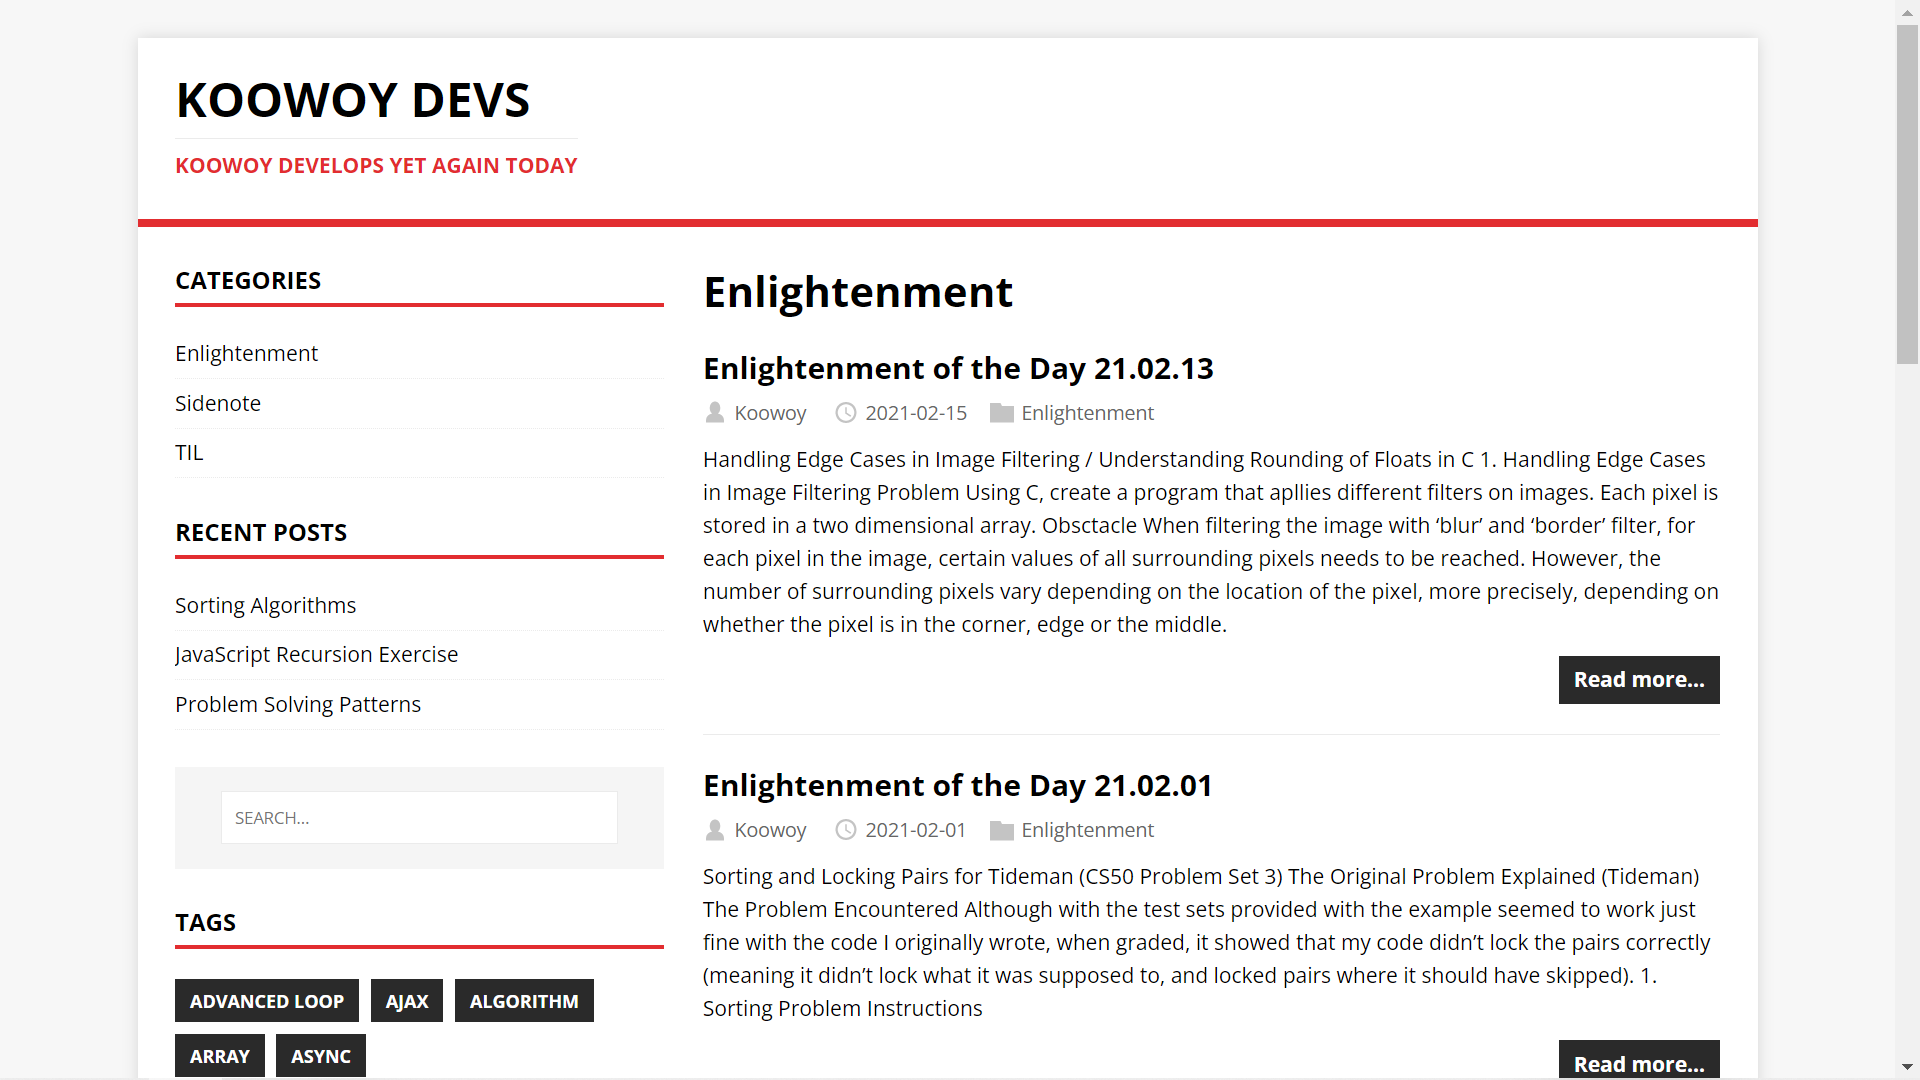 KOOWOY DEVS
KOOWOY DEVELOPS YET AGAIN TODAY
CATEGORIES
Enlightenment
Sidenote
TIL
RECENT POSTS
Sorting Algorithms
JavaScript Recursion Exercise
Problem Solving Patterns
SEARCH...
TAGS
ADVANCED LOOP AJAX ALGORITHM
ARRAY ASYNC
Enlightenment
Enlightenment of the Day 21.02.13
Koowoy 2021-02-15 Enlightenment
Handling Edge Cases in Image Filtering / Understanding Rounding of Floats in C 1. Handling Edge Cases
in Image Filtering Problem Using C, create a program that apllies different filters on images. Each pixel is
stored in a two dimensional array. Obsctacle When filtering the image with ‘blur’ and ‘border’ filter, for
each pixel in the image, certain values of all surrounding pixels needs to be reached. However, the
number of surrounding pixels vary depending on the location of the pixel, more precisely, depending on
whether the pixel is in the corner, edge or the middle.
Read more...
Enlightenment of the Day 21.02.01
Koowoy 2021-02-01 Enlightenment
Sorting and Locking Pairs for Tideman (CS50 Problem Set 3) The Original Problem Explained (Tideman)
The Problem Encountered Although with the test sets provided with the example seemed to work just
fine with the code I originally wrote, when graded, it showed that my code didn’t lock the pairs correctly
(meaning it didn’t lock what it was supposed to, and locked pairs where it should have skipped). 1.
Sorting Problem Instructions
Read more...